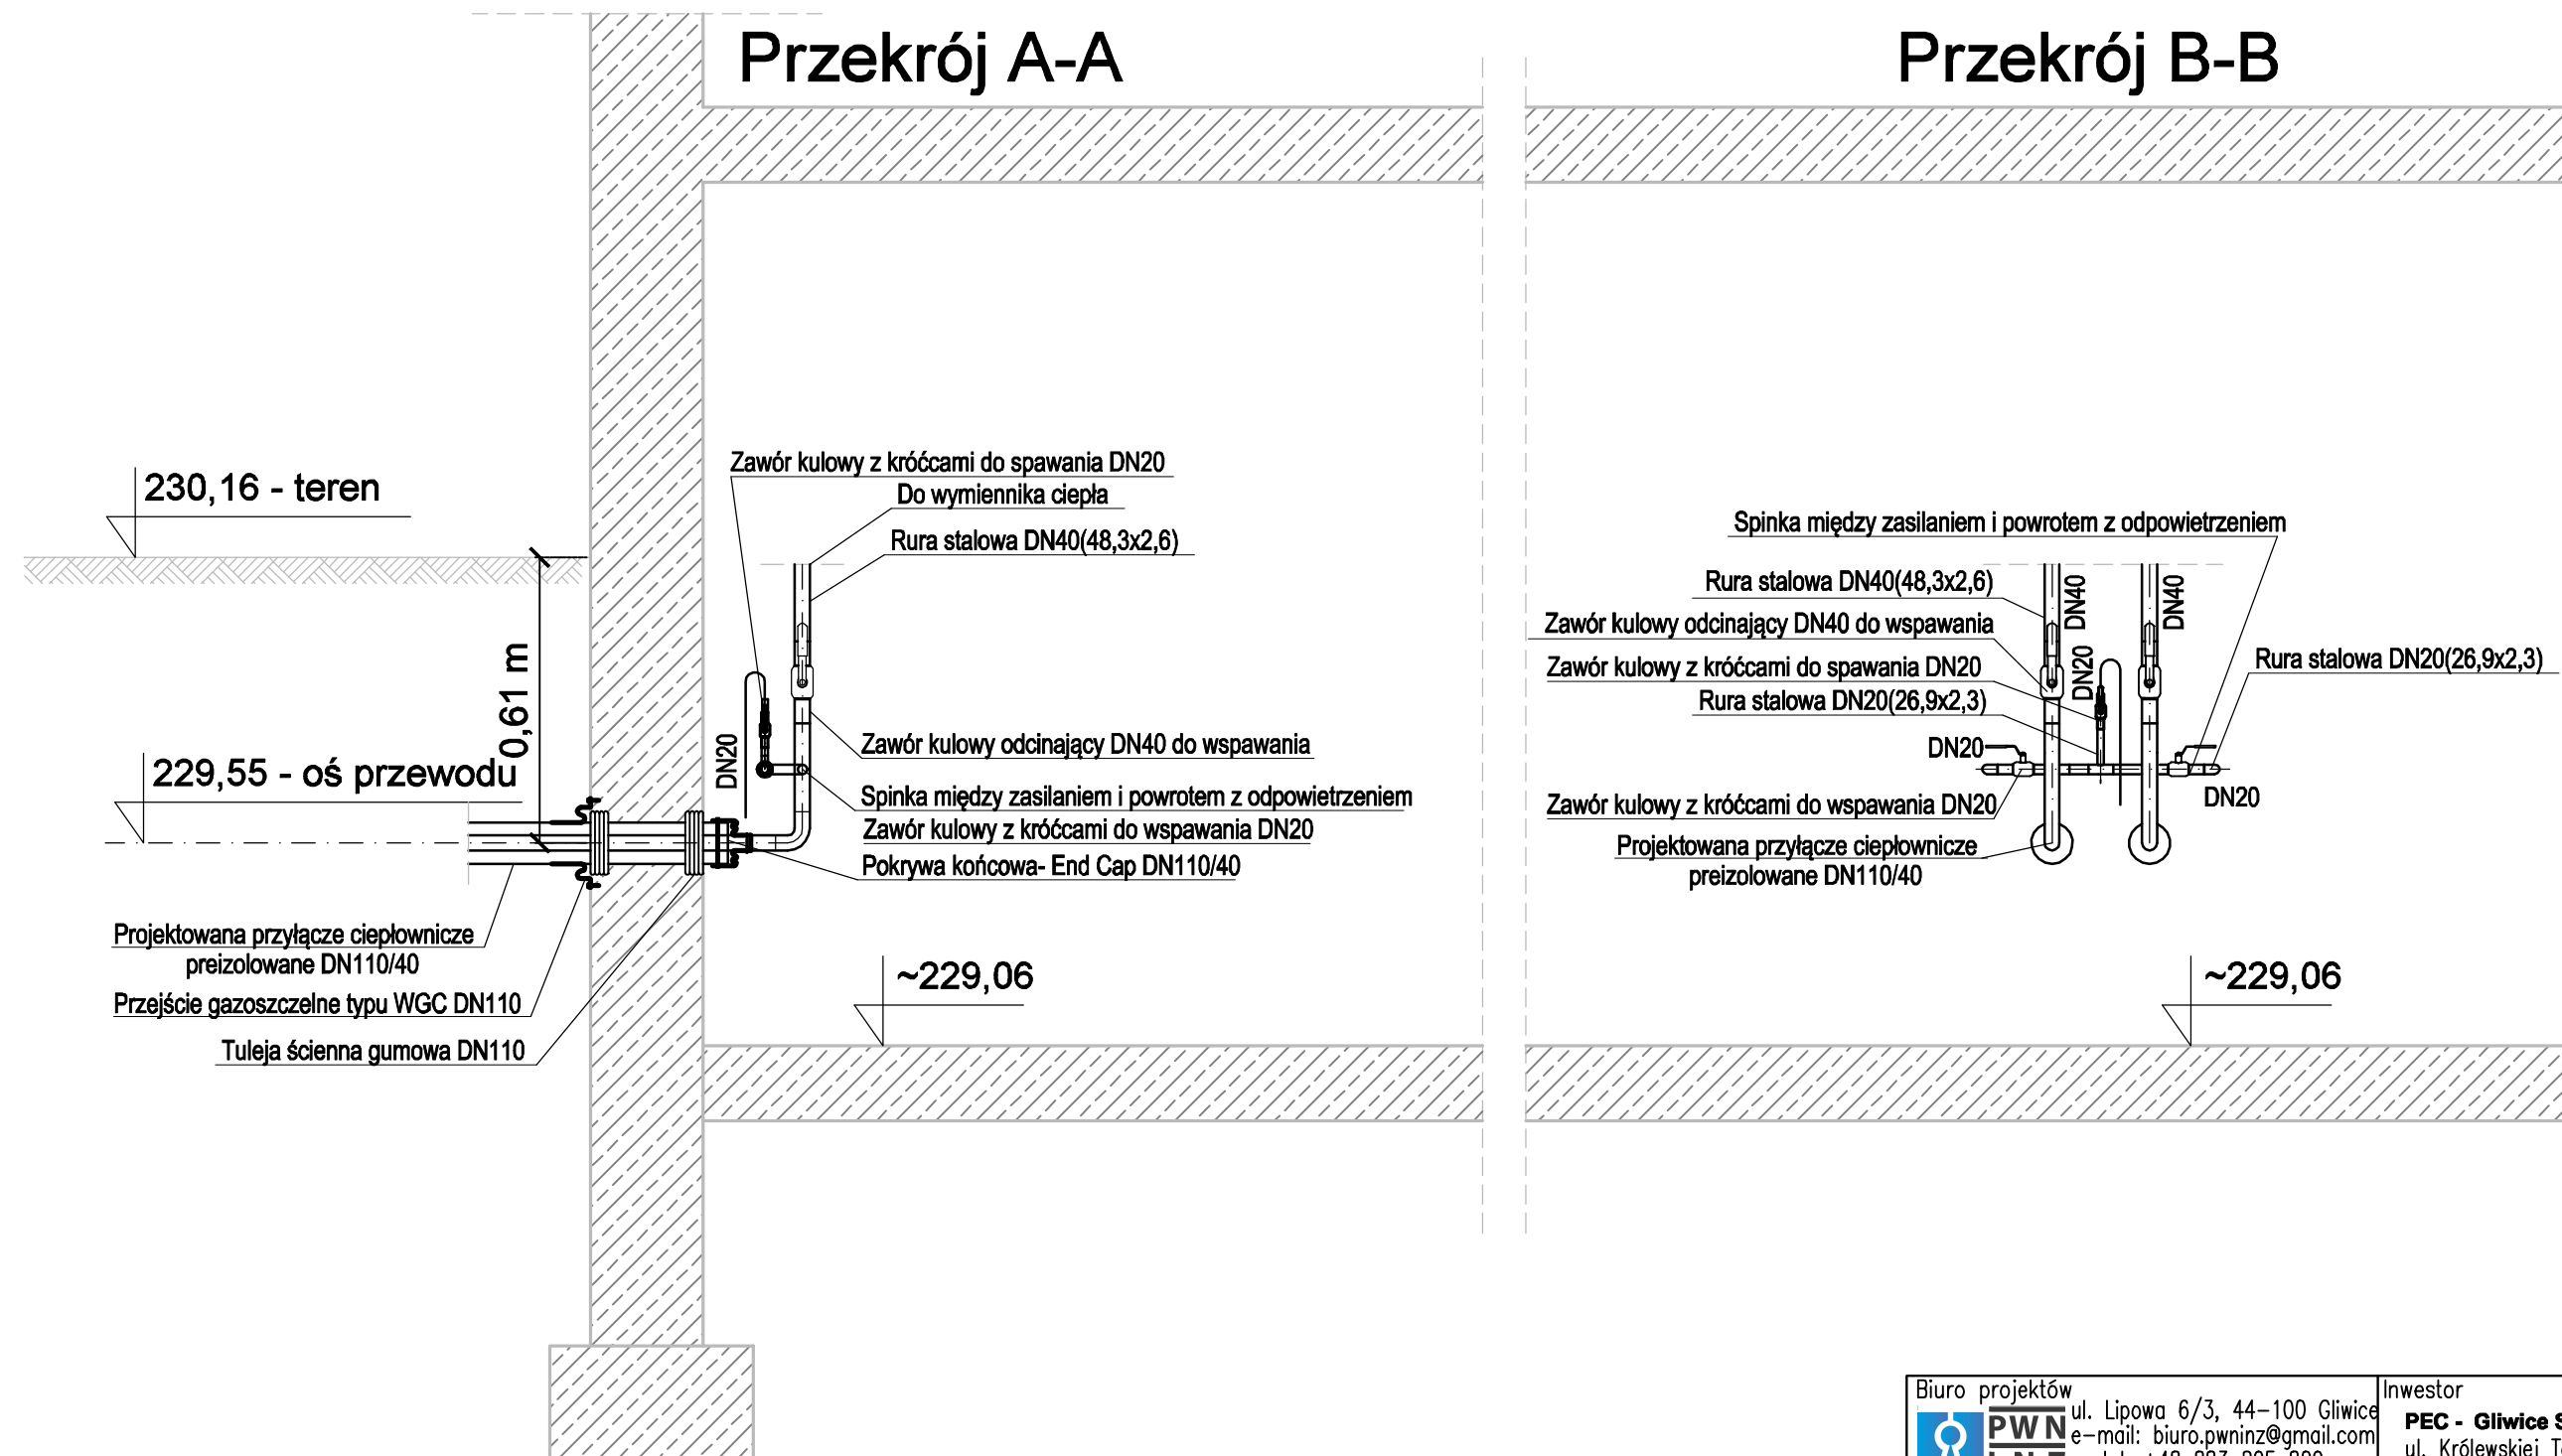 Przekrój A-A
Przekrój B-B
230,16 - teren
0,61 m
229,55 - oś przewodu
Projektowana przyłącze ciepłownicze
preizolowane DN110/40
Przejście gazoszczelne typu WGC DN110
Tuleja ścienna gumowa DN110
Zawór kulowy z króćcami do spawania DN20
Do wymiennika ciepła
Rura stalowa DN40(48,3x2,6)
DN20
Zawór kulowy odcinający DN40 do wspawania
Spinka między zasilaniem i powrotem z odpowietrzeniem
Zawór kulowy z króćcami do wspawania DN20
Pokrywa końcowa- End Cap DN110/40
~229,06
Spinka między zasilaniem i powrotem z odpowietrzeniem
Rura stalowa DN40(48,3x2,6)
DN40
DN40
Zawór kulowy odcinający DN40 do wspawania
Zawór kulowy z króćcami do spawania DN20
DN20
Rura stalowa DN20(26,9x2,3)
Rura stalowa DN20(26,9x2,3)
DN20
Zawór kulowy z króćcami do wspawania DN20
DN20
Projektowana przyłącze ciepłownicze
preizolowane DN110/40
~229,06
Biuro projektów
PWN
ul. Lipowa 6/3, 44-100 Gliwice
e-mail: biuro.pwninz@gmail.com
Inwestor
PEC - Gliwice
ul. Królewskiej